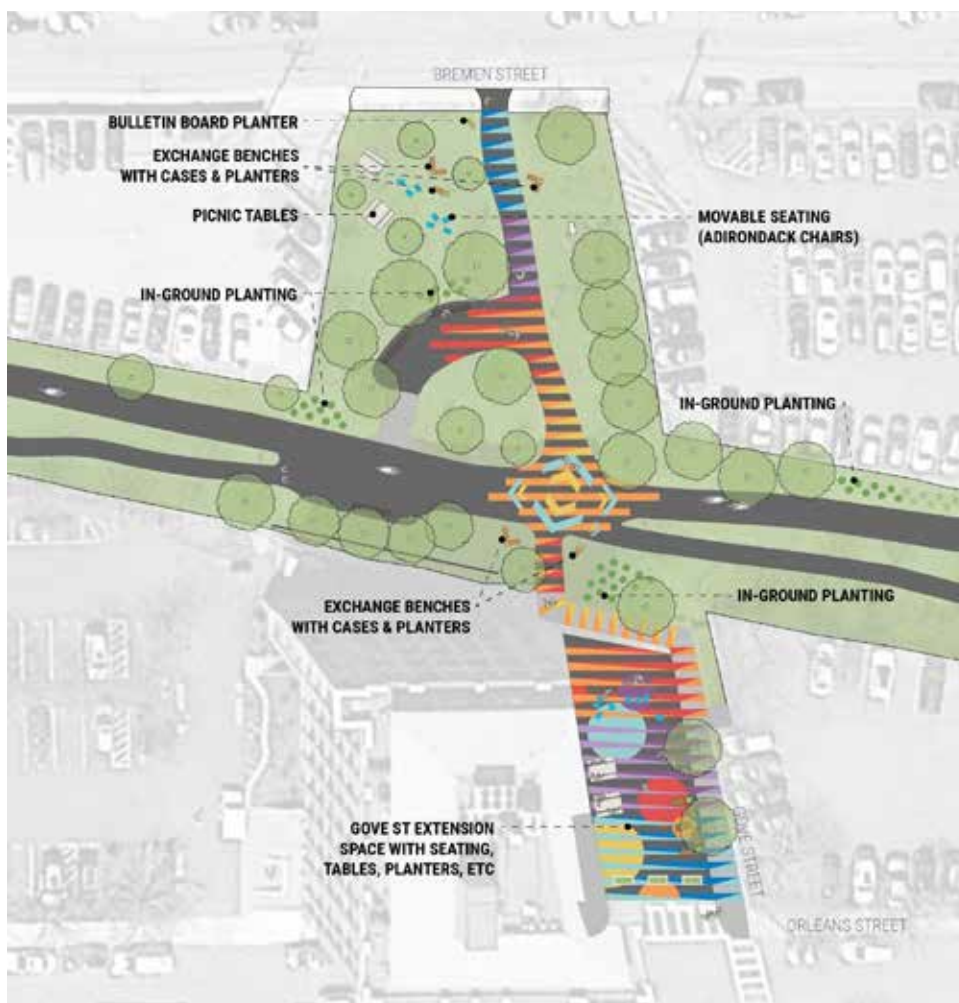 BREMEN STREET
BULLETIN BOARD PLANTER
EXCHANGE BENCHES
WITH CASES & PLANTERS
PICNIC TABLES
MOVABLE SEATING
(ADIRONDACK CHAIRS)
IN-GROUND PLANTING
IN-GROUND PLANTING
IN-GROUND PLANTING
EXCHANGE BENCHES
WITH CASES & PLANTERS
GOVE ST EXTENSION
SPACE WITH SEATING,
TABLES, PLANTERS, ETC
GOVE STREET
ORLEANS STREET